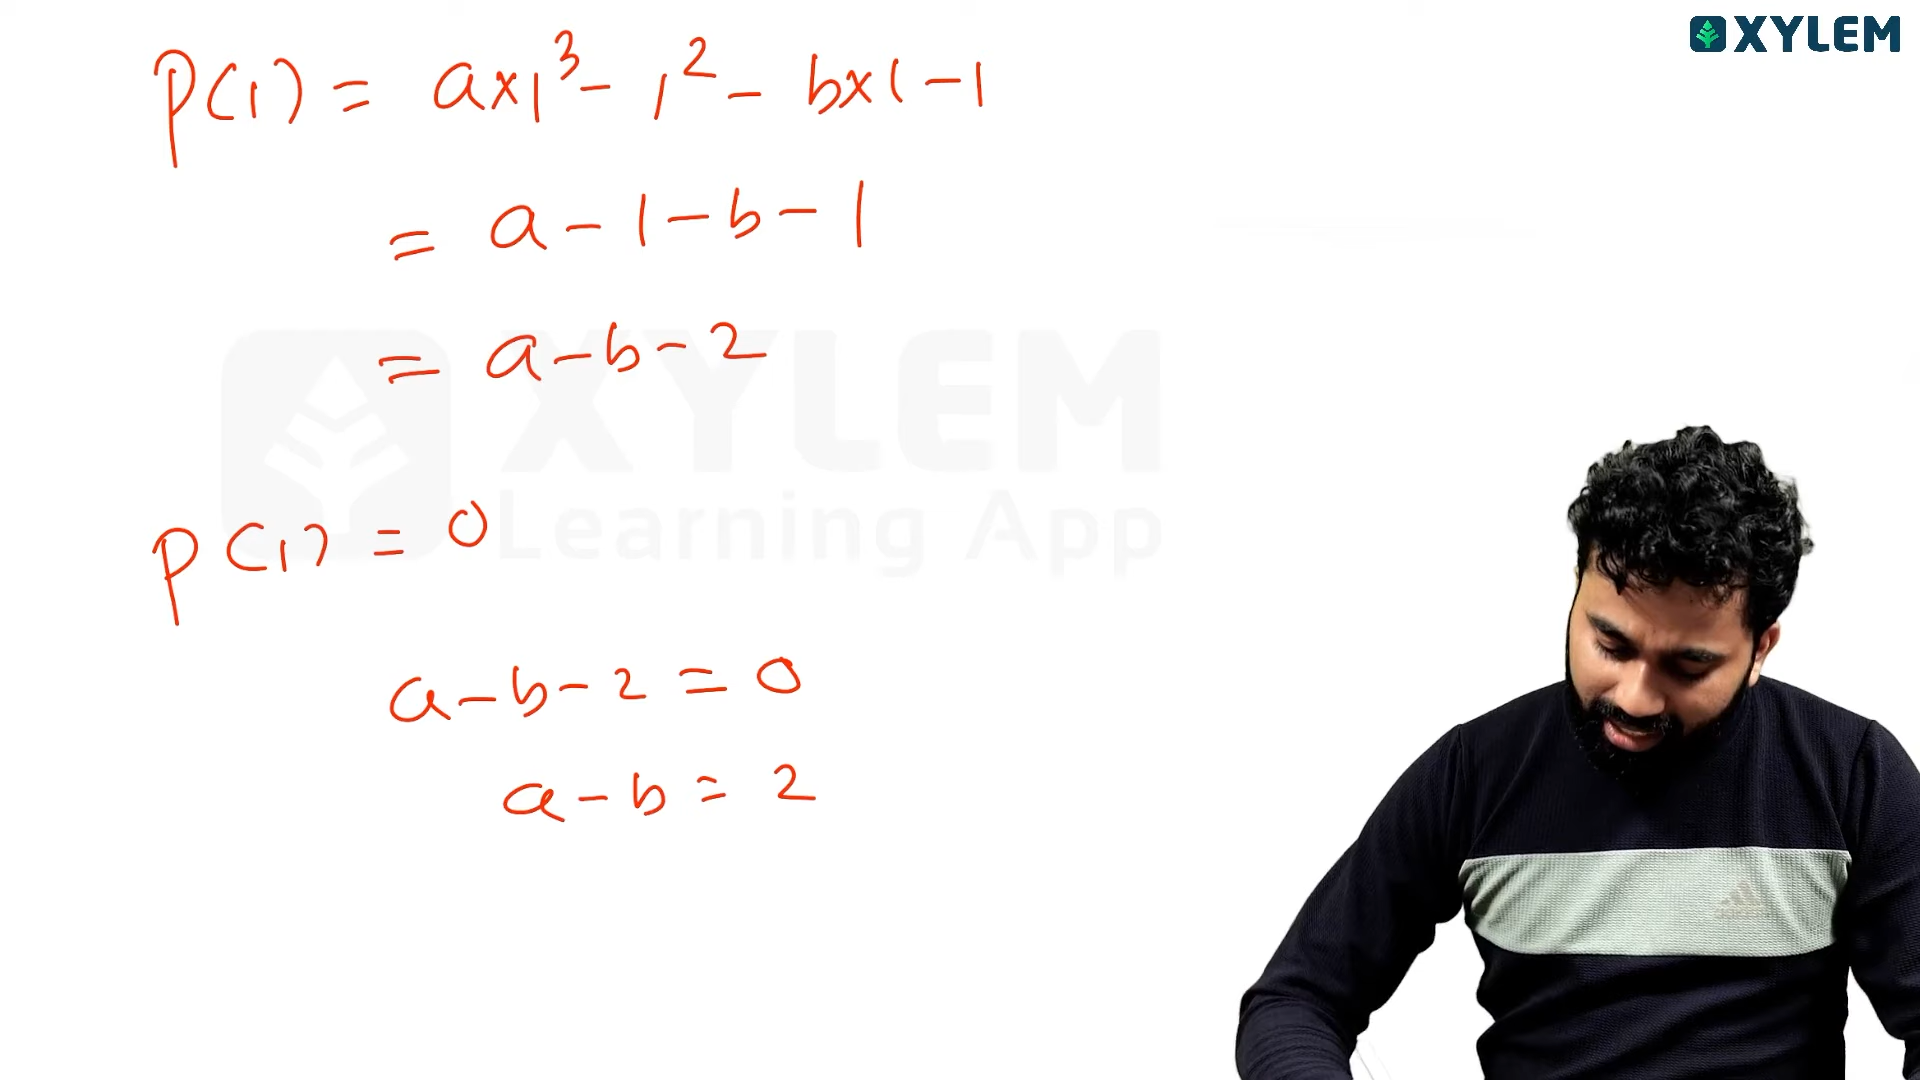 XYLEM
P(1) = a×1³ - 1² - b×1 - 1
= a - 1 - b - 1
= a - b - 2
XYLEM
Learning App
P(1) = 0
a - b - 2 = 0
a - b = 2